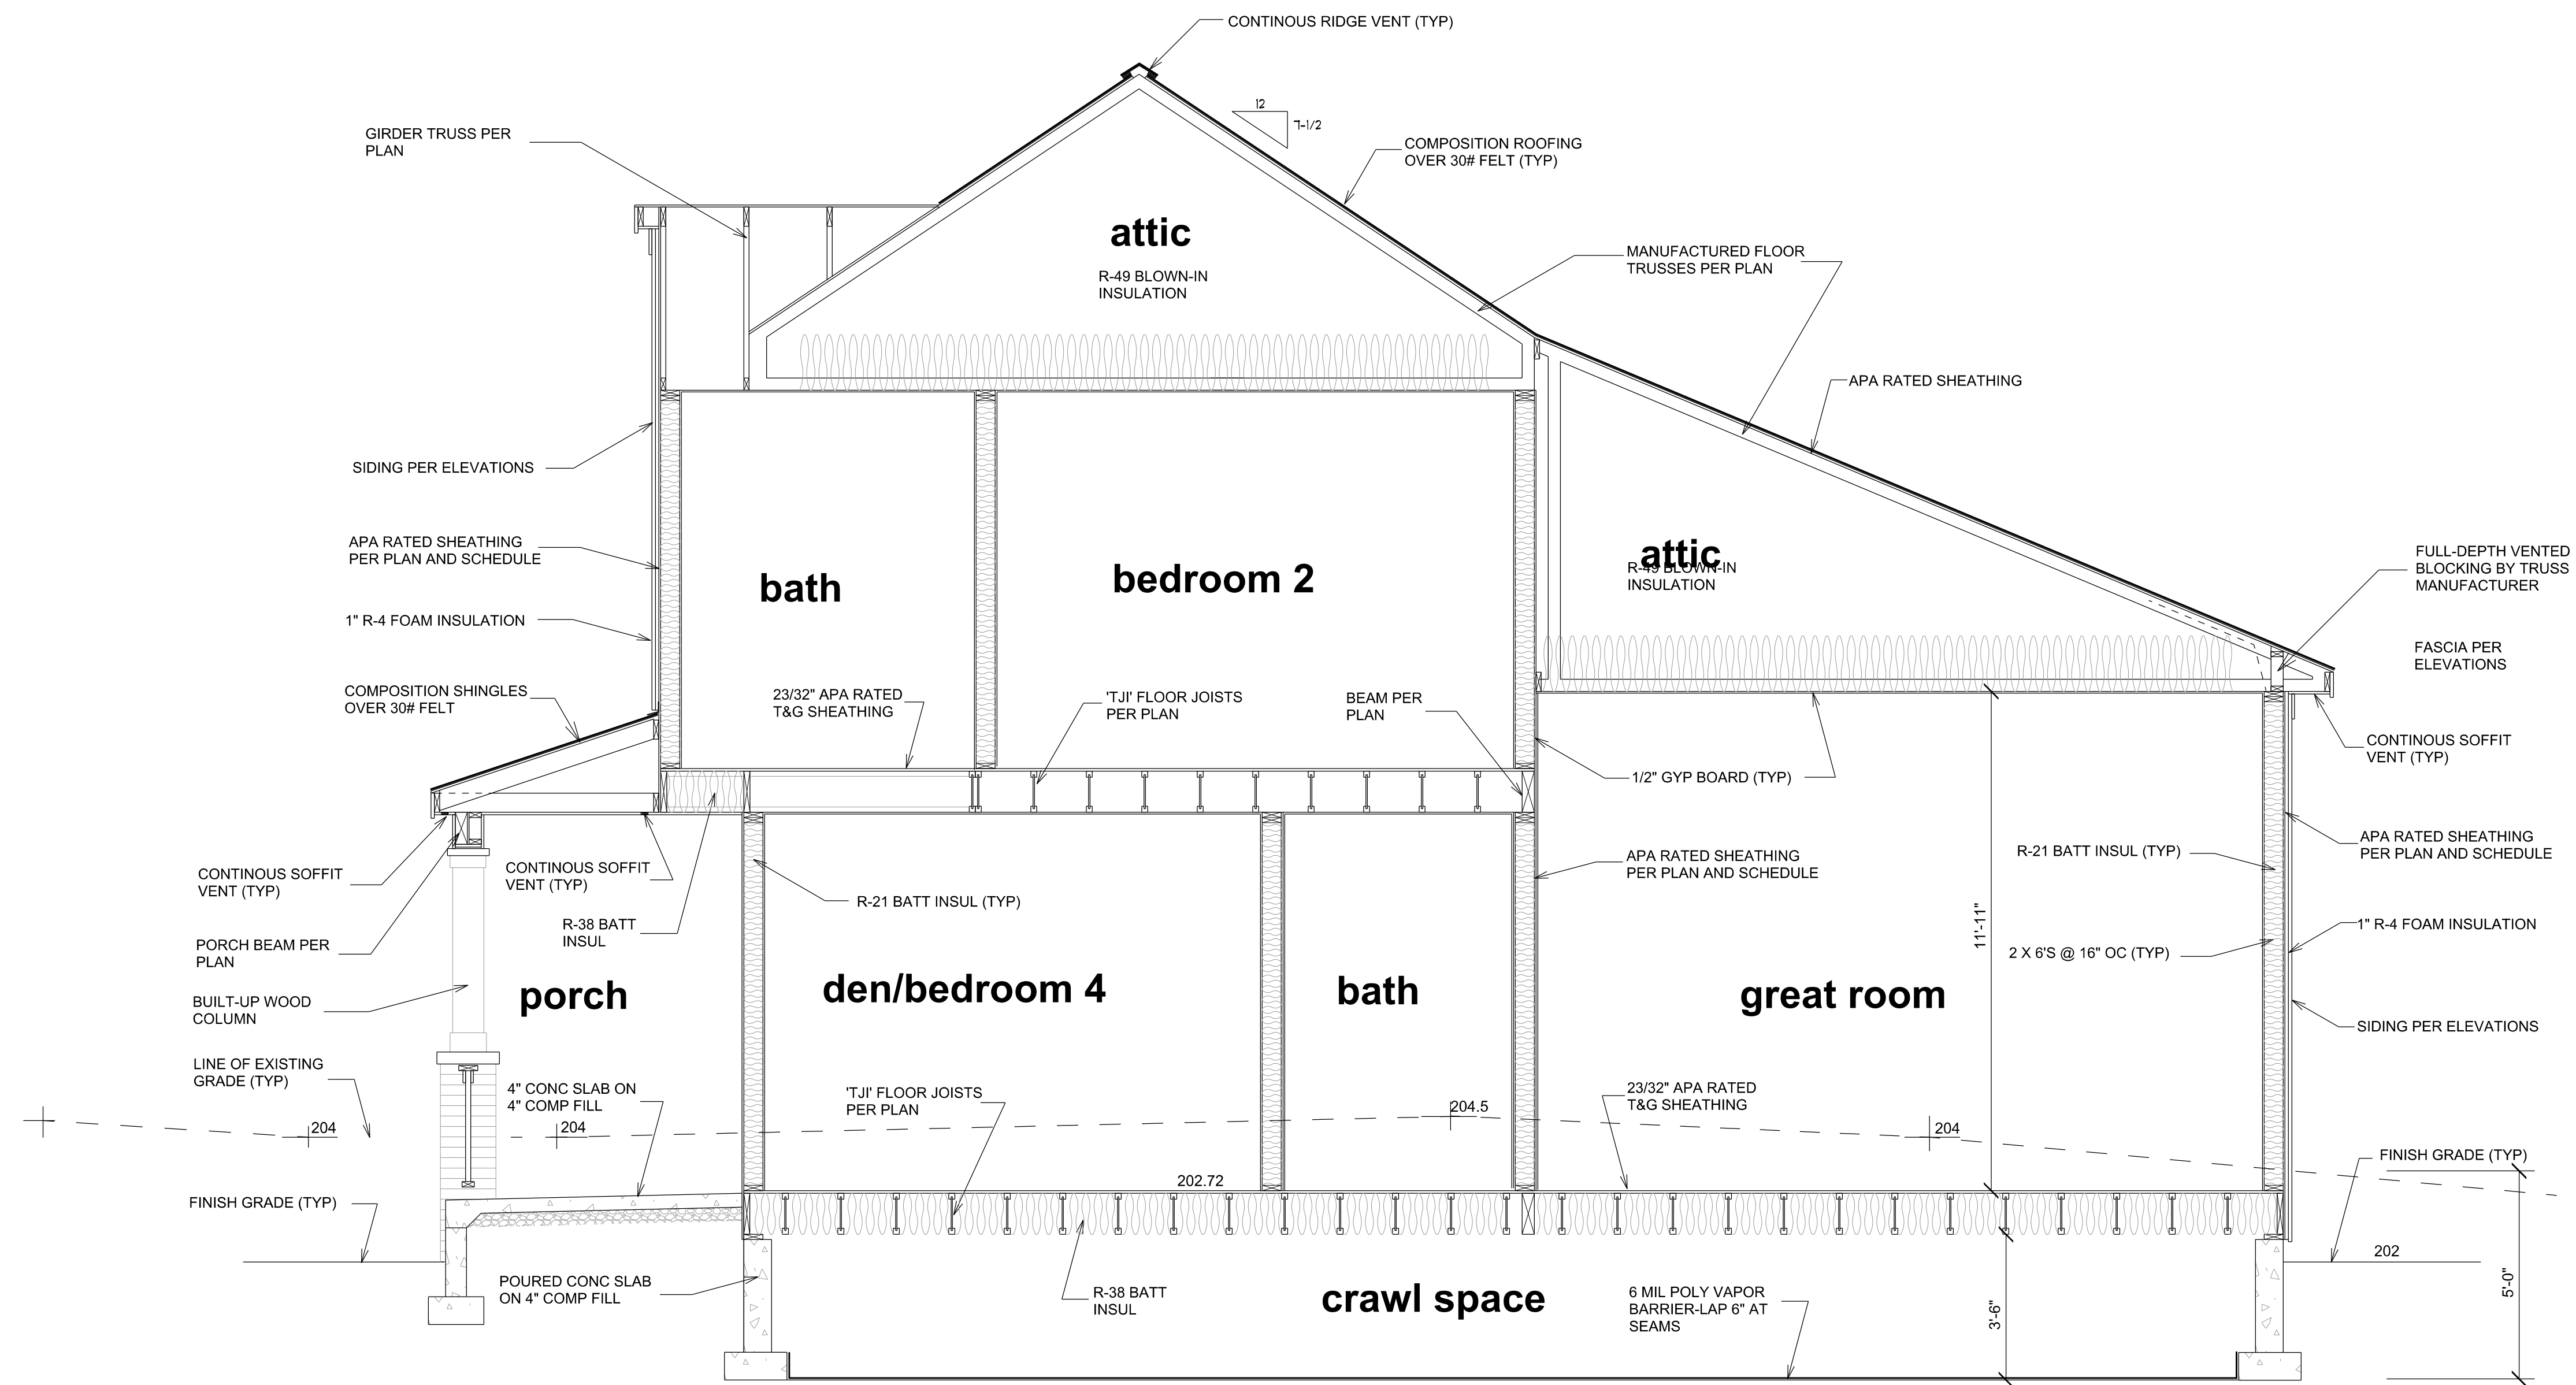 CONTINOUS RIDGE VENT (TYP)
12
7-1/2
GIRDER TRUSS PER
PLAN
COMPOSITION ROOFING
OVER 30# FELT (TYP)
attic
R-49 BLOWN-IN
INSULATION
MANUFACTURED FLOOR
TRUSSES PER PLAN
APA RATED SHEATHING
SIDING PER ELEVATIONS
APA RATED SHEATHING
PER PLAN AND SCHEDULE
1" R-4 FOAM INSULATION
COMPOSITION SHINGLES
OVER 30# FELT
bath
bedroom 2
attic
R-49 BLOWN-IN
INSULATION
FULL-DEPTH VENTED
BLOCKING BY TRUSS
MANUFACTURER
FASCIA PER
ELEVATIONS
23/32" APA RATED
T&G SHEATHING
'TJI' FLOOR JOISTS
PER PLAN
BEAM PER
PLAN
1/2" GYP BOARD (TYP)
CONTINOUS SOFFIT
VENT (TYP)
CONTINOUS SOFFIT
VENT (TYP)
CONTINOUS SOFFIT
VENT (TYP)
R-38 BATT
INSUL
R-21 BATT INSUL (TYP)
APA RATED SHEATHING
PER PLAN AND SCHEDULE
R-21 BATT INSUL (TYP)
APA RATED SHEATHING
PER PLAN AND SCHEDULE
11'-11"
2 X 6'S @ 16" OC (TYP)
1" R-4 FOAM INSULATION
SIDING PER ELEVATIONS
PORCH BEAM PER
PLAN
BUILT-UP WOOD
COLUMN
porch
den/bedroom 4
bath
great room
LINE OF EXISTING
GRADE (TYP)
204
4" CONC SLAB ON
4" COMP FILL
204
'TJI' FLOOR JOISTS
PER PLAN
204.5
23/32" APA RATED
T&G SHEATHING
204
FINISH GRADE (TYP)
202.72
FINISH GRADE (TYP)
202
POURED CONC SLAB
ON 4" COMP FILL
R-38 BATT
INSUL
crawl space
6 MIL POLY VAPOR
BARRIER-LAP 6" AT
SEAMS
3'-6"
5'-0"